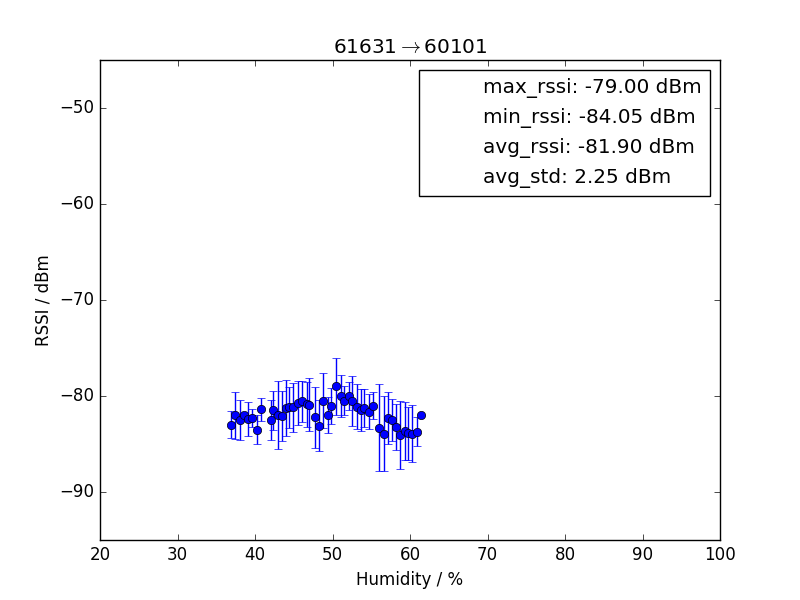 61631→60101
max_rssi: -79.00 dBm
min_rssi: -84.05 dBm
avg_rssi: -81.90 dBm
avg_std: 2.25 dBm
RSSI / dBm
−50
−60
−70
−80
−90
20 30 40 50 60 70 80 90 100
Humidity / %